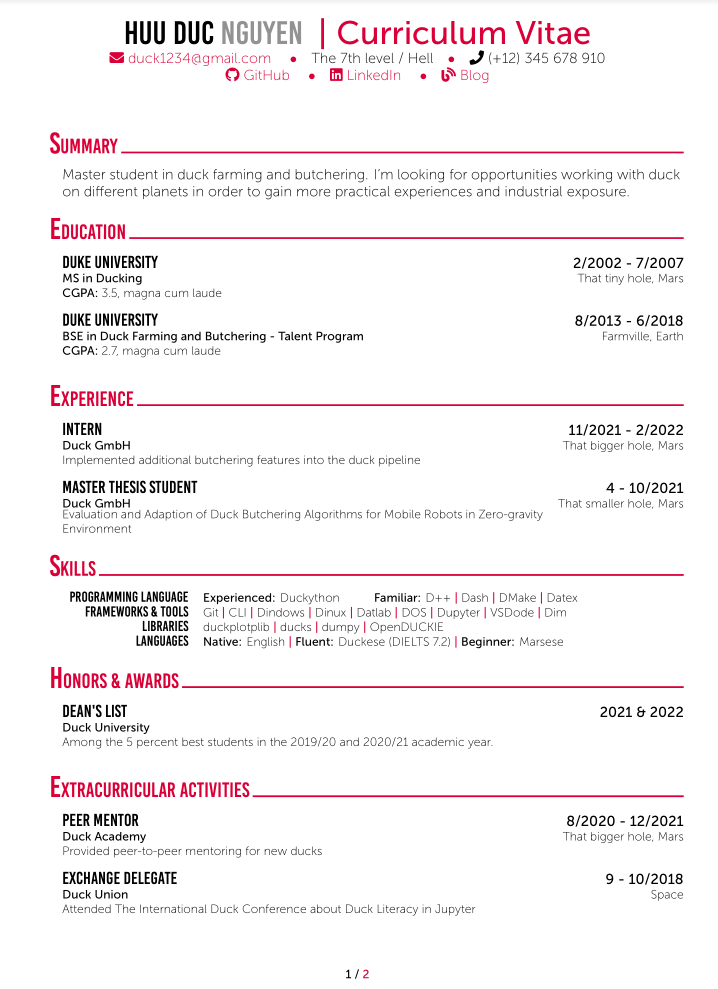 HUU DUC NGUYEN | Curriculum Vitae
duck1234@gmail.com • The 7th level / Hell • (+12) 345 678 910
GitHub • LinkedIn • Blog
SUMMARY
Master student in duck farming and butchering. I'm looking for opportunities working with duck
on different planets in order to gain more practical experiences and industrial exposure.
EDUCATION
DUKE UNIVERSITY 2/2002 - 7/2007
MS in Ducking That tiny hole, Mars
CGPA: 3.5, magna cum laude
DUKE UNIVERSITY 8/2013 - 6/2018
BSE in Duck Farming and Butchering - Talent Program Farmville, Earth
CGPA: 2.7, magna cum laude
EXPERIENCE
INTERN 11/2021 - 2/2022
Duck GmbH That bigger hole, Mars
Implemented additional butchering features into the duck pipeline
MASTER THESIS STUDENT 4 - 10/2021
Duck GmbH That smaller hole, Mars
Evaluation and Adaption of Duck Butchering Algorithms for Mobile Robots in Zero-gravity
Environment
SKILLS
PROGRAMMING LANGUAGE Experienced: Duckython Familiar: D++ | Dash | DMake | Datex
FRAMEWORKS & TOOLS Git | CLI | Dindows | Dinux | Datlab | DOS | Dupyter | VSDode | Dim
LIBRARIES duckplotplib | ducks | dumpy | OpenDUCKIE
LANGUAGES Native: English | Fluent: Duckese (DIELTS 7.2) | Beginner: Marsese
HONORS & AWARDS
DEAN'S LIST 2021 & 2022
Duck University
Among the 5 percent best students in the 2019/20 and 2020/21 academic year.
EXTRACURRICULAR ACTIVITIES
PEER MENTOR 8/2020 - 12/2021
Duck Academy That bigger hole, Mars
Provided peer-to-peer mentoring for new ducks
EXCHANGE DELEGATE 9 - 10/2018
Duck Union Space
Attended The International Duck Conference about Duck Literacy in Jupyter
1 / 2